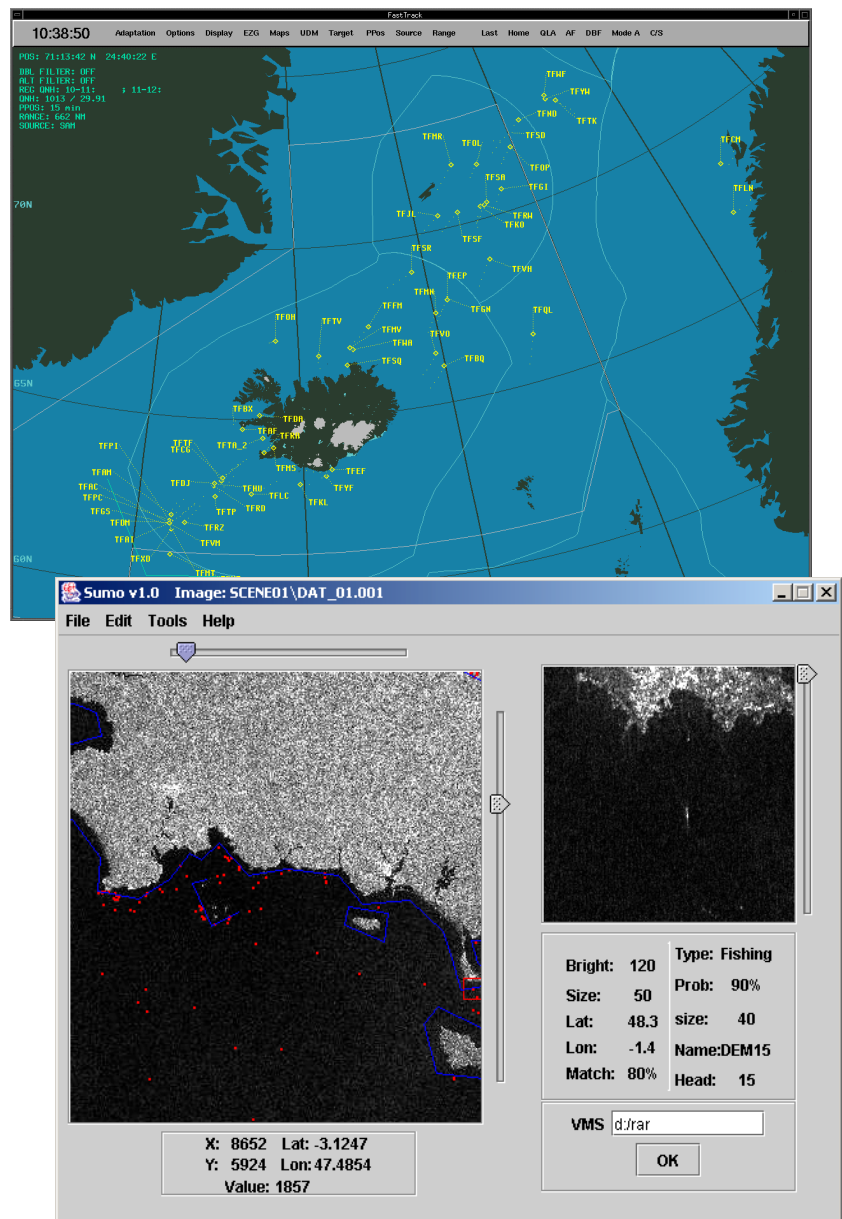 FastTrack
10:38:50 Adaptation Options Display EZG Maps UDM Target PPos Source Range Last Home QLA AF DBF Mode A C/S
POS: 71:13:42 N 24:40:22 E
DBL FILTER: OFF
ALT FILTER: OFF
REG QNH: 10-11: ; 11-12:
QNH: 1013 / 29.91
PPOS: 15 min
RANGE: 662 NM
SOURCE: SAM
TFWF
TFYW
TFND
TFTK
TFSD
TFMR
TFOL
TFCM
TFOP
TFSA
TFGI
TFLN
70N
TFJL
TFRW
TFKO
TFSF
TFSR
TFVH
TFEP
TFMN
TFGN
TFFM
TFQL
TFOH
TFTV
TFMV
TFVO
TFWA
TFSQ
TFBQ
65N
TFBX
TFDA
TFAF
TFRA
TFTF
TFTA_2
TFPI
TFCG
TFAM
TFMS
TFEF
TFAC
TFDJ
TFHU
TFYF
TFPC
TFLC
TFGS
TFTP
TFRD
TFKL
TFOM
TFRZ
TFAI
TFVM
TFXD
60N
TFMT
Sumo v1.0 Image: SCENE01\DAT_01.001
File Edit Tools Help
Bright: 120
Size: 50
Lat: 48.3
Lon: -1.4
Match: 80%
Type: Fishing
Prob: 90%
size: 40
Name:DEM15
Head: 15
VMS d:/rar
OK
X: 8652 Lat: -3.1247
Y: 5924 Lon: 47.4854
Value: 1857